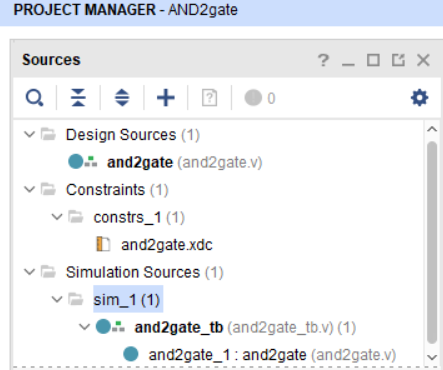 PROJECT MANAGER - AND2gate
Sources
? _
0
Design Sources (1)
and2gate (and2gate.v)
Constraints (1)
constrs_1 (1)
and2gate.xdc
Simulation Sources (1)
sim_1 (1)
and2gate_tb (and2gate_tb.v) (1)
and2gate_1 : and2gate (and2gate.v)